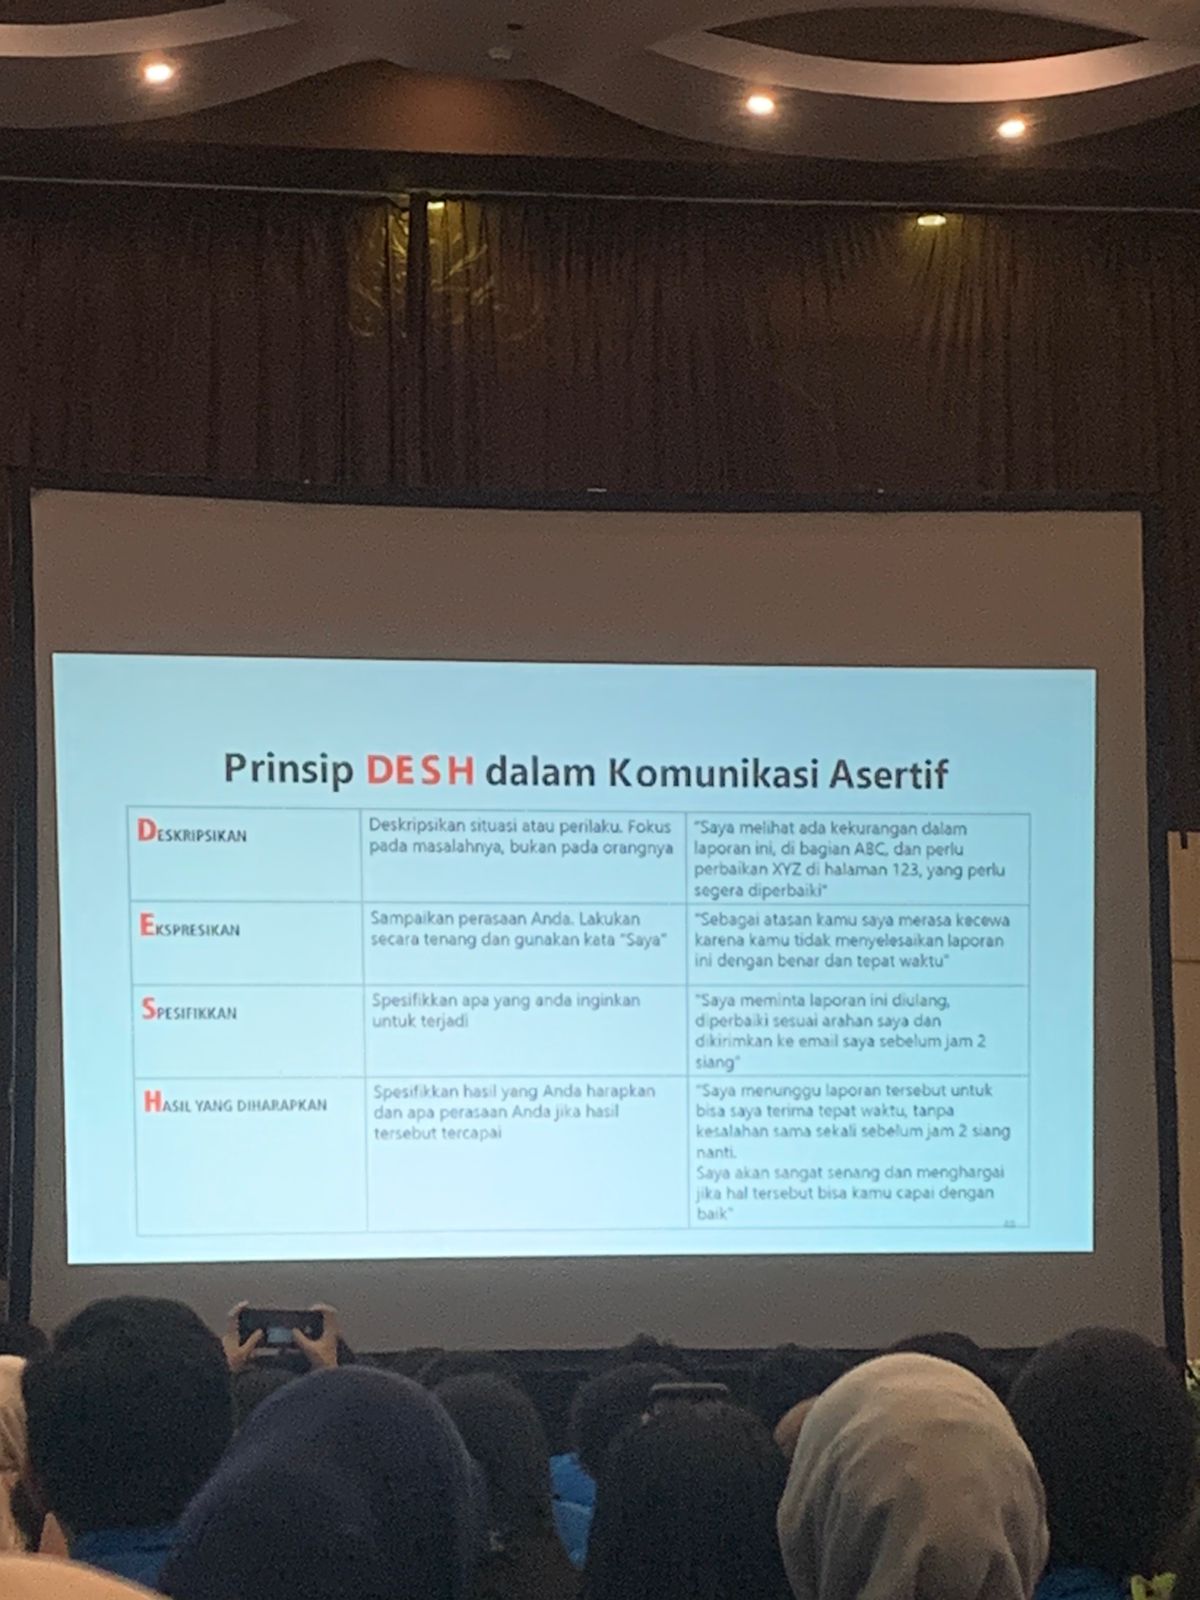 Prinsip DESH dalam Komunikasi Asertif
DESKRIPSIKAN
Deskripsikan situasi atau perilaku. Fokus
pada masalahnya, bukan pada orangnya
"Saya melihat ada kekurangan dalam
laporan ini, di bagian ABC, dan perlu
perbaikan XYZ di halaman 123, yang perlu
segera diperbaiki"
EKSPRESIKAN
Sampaikan perasaan Anda. Lakukan
secara tenang dan gunakan kata "Saya"
"Sebagai atasan kamu saya merasa kecewa
karena kamu tidak menyelesaikan laporan
ini dengan benar dan tepat waktu"
SPESIFIKKAN
Spesifikkan apa yang anda inginkan
untuk terjadi
"Saya meminta laporan ini diulang,
diperbaiki sesuai arahan saya dan
dikirimkan ke email saya sebelum jam 2
siang"
HASIL YANG DIHARAPKAN
Spesifikkan hasil yang Anda harapkan
dan apa perasaan Anda jika hasil
tersebut tercapai
"Saya menunggu laporan tersebut untuk
bisa saya terima tepat waktu, tanpa
kesalahan sama sekali sebelum jam 2 siang
nanti.
Saya akan sangat senang dan menghargai
jika hal tersebut bisa kamu capai dengan
baik"